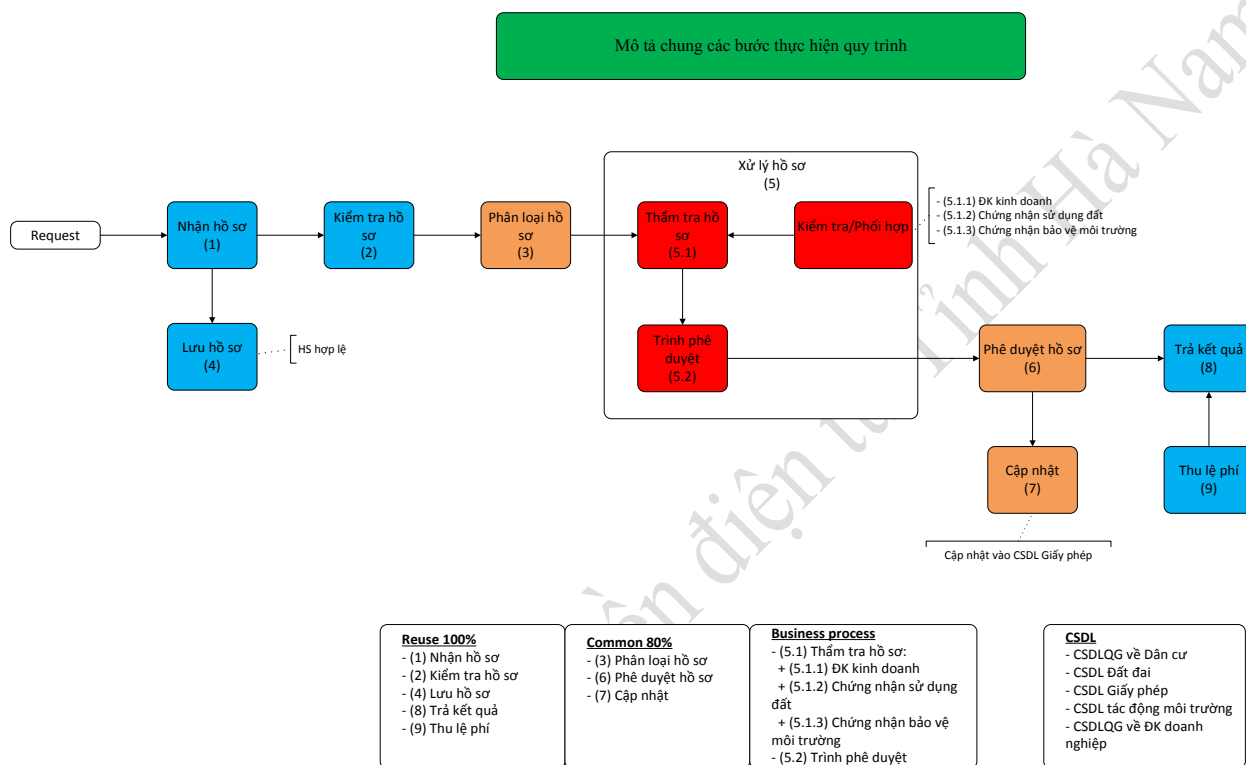 Mô tả chung các bước thực hiện quy trình
Xử lý hồ sơ
(5)
Request
Nhận hồ sơ
(1)
Kiểm tra hồ
sơ
(2)
Phân loại hồ
sơ
(3)
Thẩm tra hồ
sơ
(5.1)
Kiểm tra/Phối hợp
- (5.1.1) ĐK kinh doanh
- (5.1.2) Chứng nhận sử dụng đất
- (5.1.3) Chứng nhận bảo vệ môi trường
Lưu hồ sơ
(4)
HS hợp lệ
Trình phê
duyệt
(5.2)
Phê duyệt hồ sơ
(6)
Trả kết quả
(8)
Cập nhật
(7)
Thu lệ phí
(9)
Cập nhật vào CSDL Giấy phép
Reuse 100%
- (1) Nhận hồ sơ
- (2) Kiểm tra hồ sơ
- (4) Lưu hồ sơ
- (8) Trả kết quả
- (9) Thu lệ phí
Common 80%
- (3) Phân loại hồ sơ
- (6) Phê duyệt hồ sơ
- (7) Cập nhật
Business process
- (5.1) Thẩm tra hồ sơ:
+ (5.1.1) ĐK kinh doanh
+ (5.1.2) Chứng nhận sử dụng
đất
+ (5.1.3) Chứng nhận bảo vệ
môi trường
- (5.2) Trình phê duyệt
CSDL
- CSDLQG về Dân cư
- CSDL Đất đai
- CSDL Giấy phép
- CSDL tác động môi trường
- CSDLQG về ĐK doanh
nghiệp
điện tử Tỉnh Hà Nam